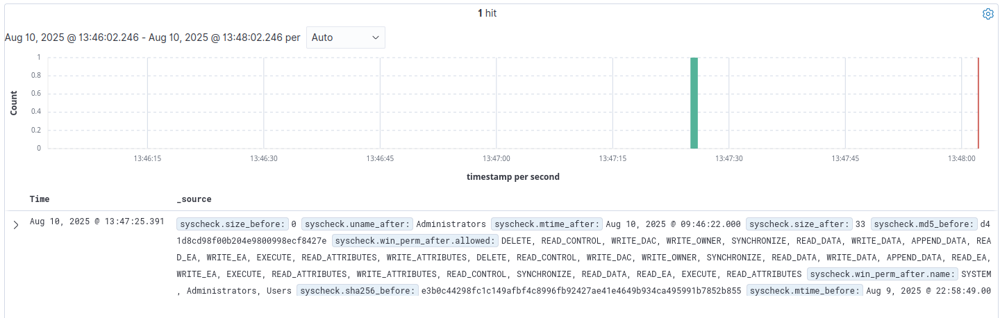 1 hit
Aug 10, 2025 @ 13:46:02.246 - Aug 10, 2025 @ 13:48:02.246 per Auto
1
0.8
0.6
0.4
0.2
0
Count
13:46:15 13:46:30 13:46:45 13:47:00 13:47:15 13:47:30 13:47:45 13:48:00
timestamp per second
Time _source
Aug 10, 2025 @ 13:47:25.391 syscheck.size_before: 0 syscheck.uname_after: Administrators syscheck.mtime_after: Aug 10, 2025 @ 09:46:22.000 syscheck.size_after: 33 syscheck.md5_before: d4
1d8cd98f00b204e9800998ecf8427e syscheck.win_perm_after.allowed: DELETE, READ_CONTROL, WRITE_DAC, WRITE_OWNER, SYNCHRONIZE, READ_DATA, WRITE_DATA, APPEND_DATA, REA
D_EA, WRITE_EA, EXECUTE, READ_ATTRIBUTES, WRITE_ATTRIBUTES, DELETE, READ_CONTROL, WRITE_DAC, WRITE_OWNER, SYNCHRONIZE, READ_DATA, WRITE_DATA, APPEND_DATA, READ_EA,
WRITE_EA, EXECUTE, READ_ATTRIBUTES, WRITE_ATTRIBUTES, READ_CONTROL, SYNCHRONIZE, READ_DATA, READ_EA, EXECUTE, READ_ATTRIBUTES syscheck.win_perm_after.name: SYSTEM
, Administrators, Users syscheck.sha256_before: e3b0c44298fc1c149afbf4c8996fb92427ae41e4649b934ca495991b7852b855 syscheck.mtime_before: Aug 9, 2025 @ 22:58:49.00